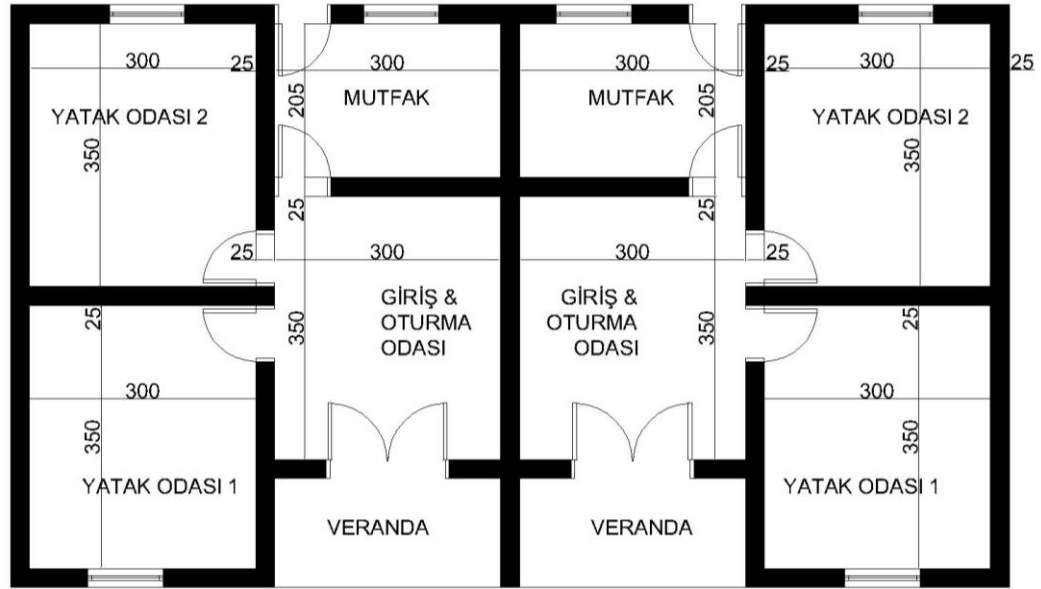 300
25
300
300
25
300
25
205
205
MUTFAK
MUTFAK
YATAK ODASI 2
YATAK ODASI 2
350
350
25
25
25
300
300
25
GİRİŞ &
OTURMA
ODASI
GİRİŞ &
OTURMA
ODASI
25
350
350
25
300
300
350
350
YATAK ODASI 1
YATAK ODASI 1
VERANDA
VERANDA